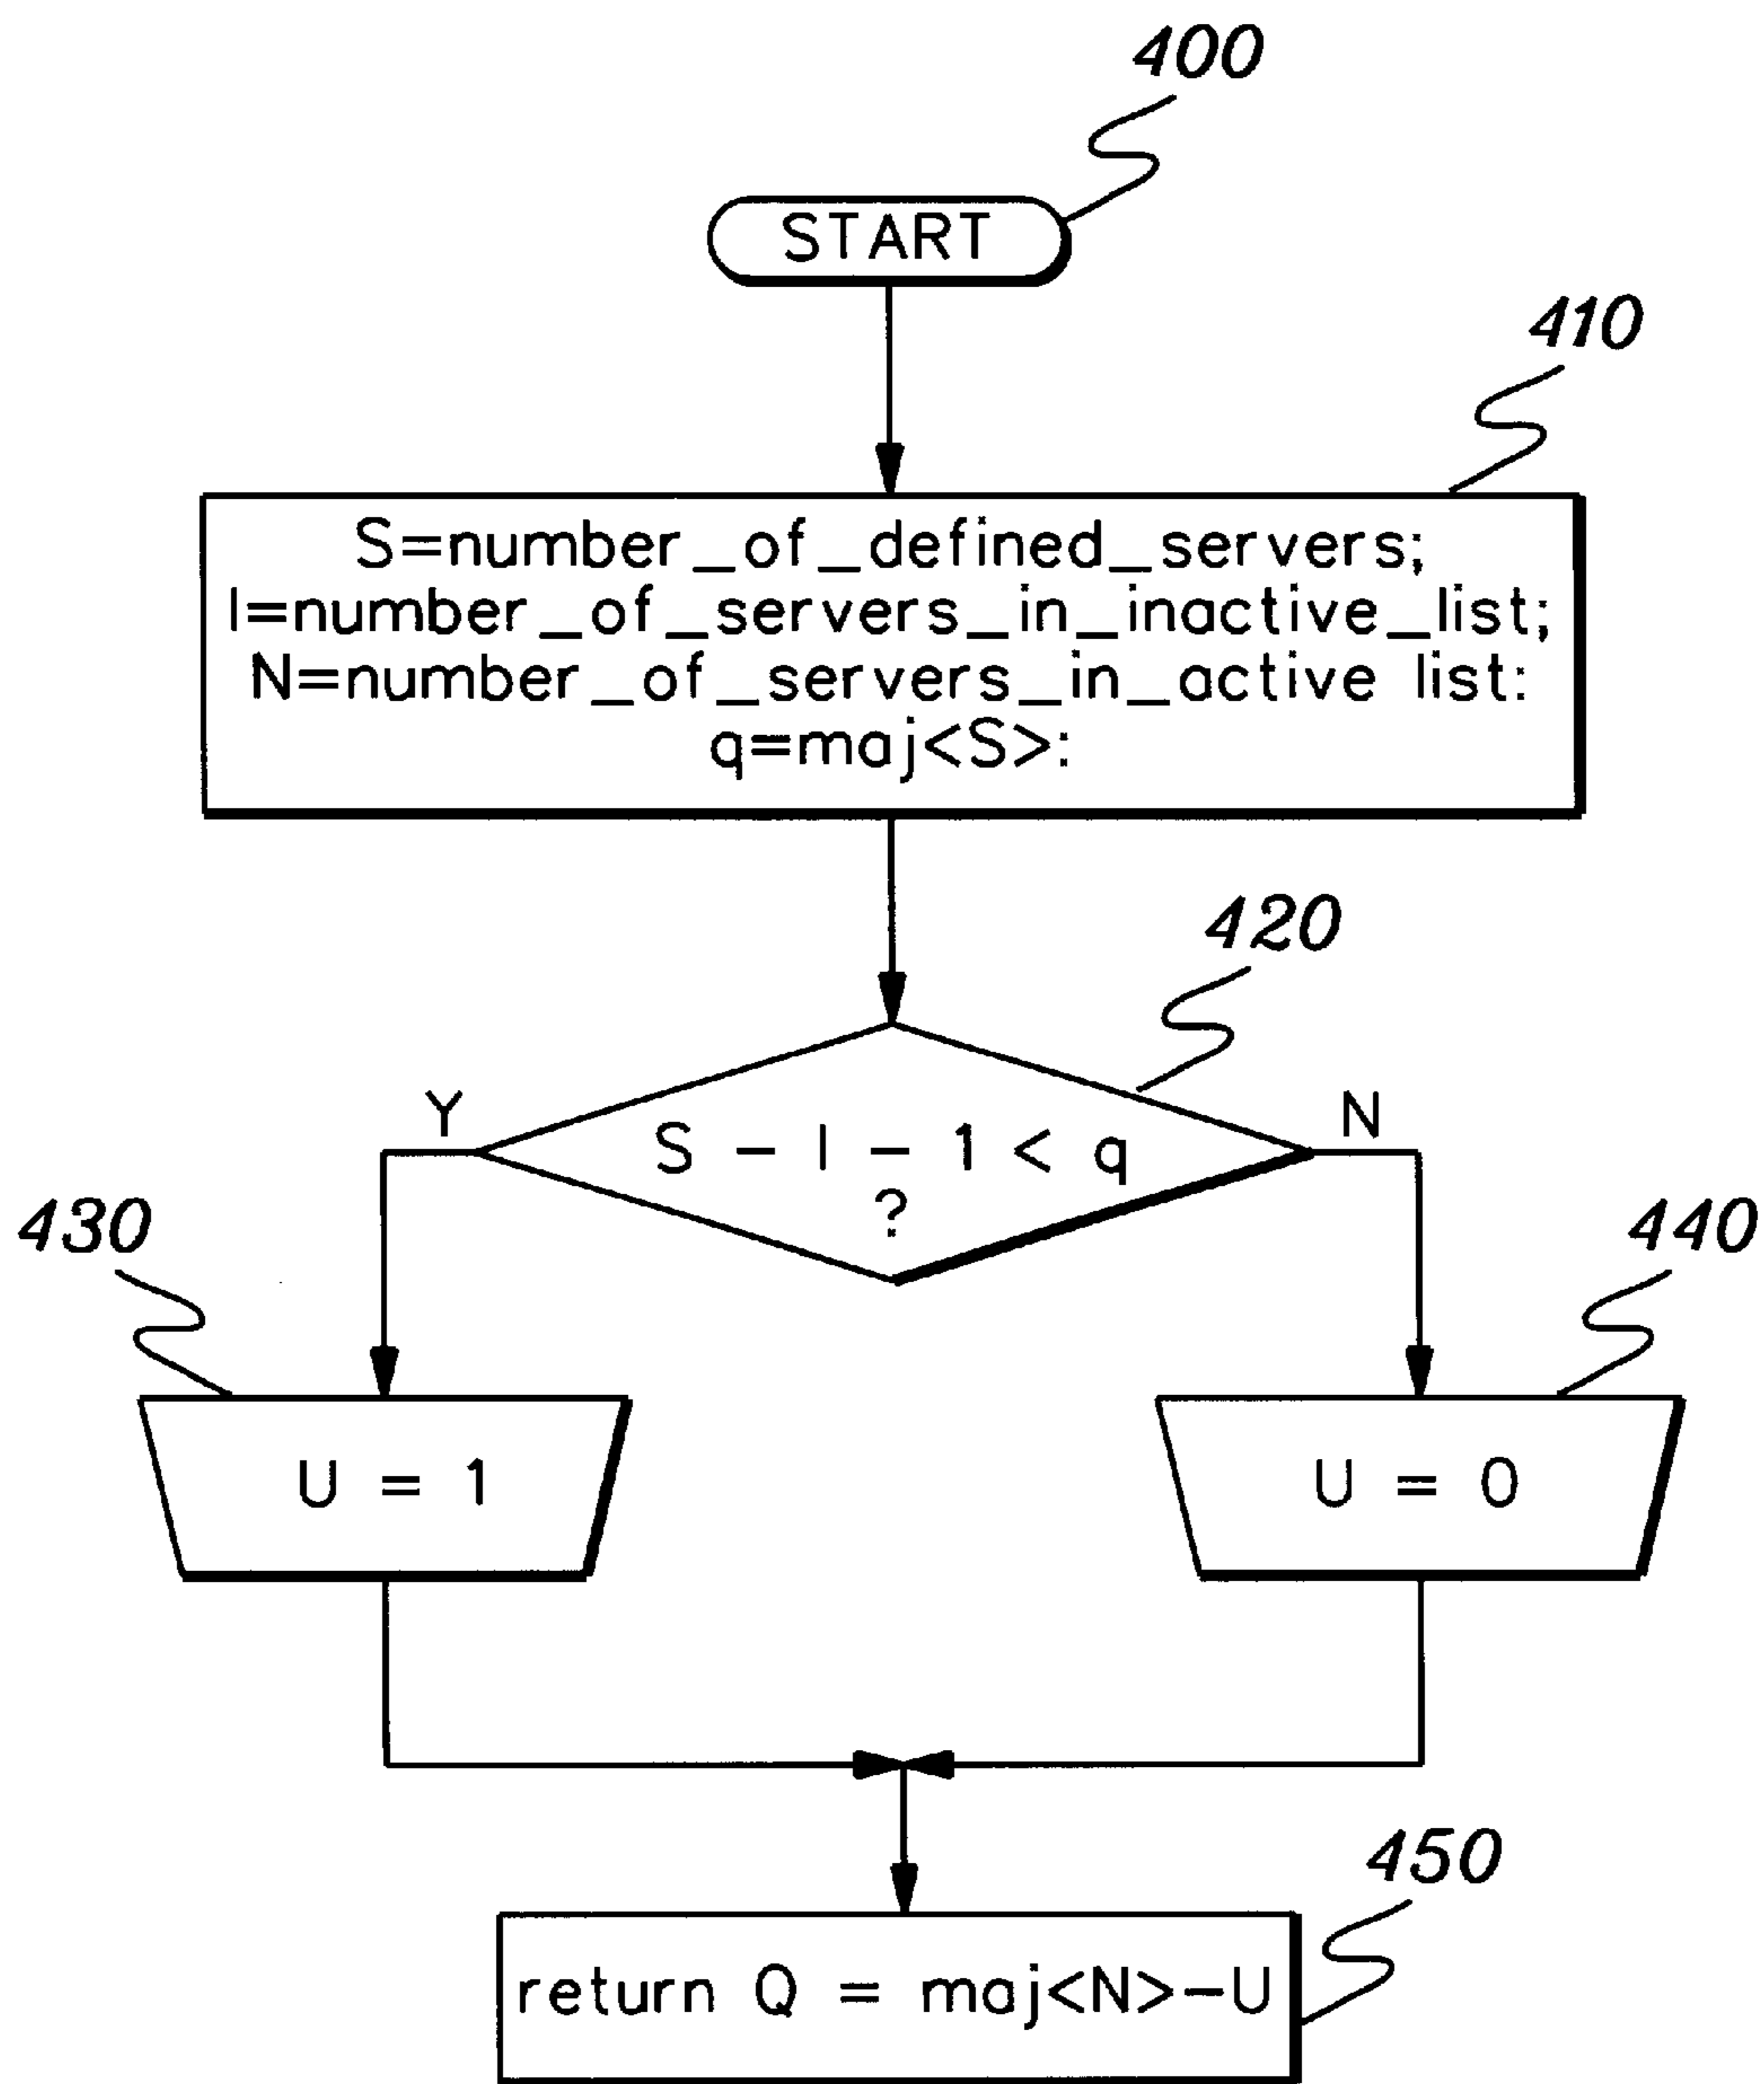 400
START
410
S=number_of_defined_servers;
I=number_of_servers_in_inactive_list;
N=number_of_servers_in_active list:
q=maj<S>:
420
Y
N
S - I - 1 < q
?
430
440
U = 1
U = 0
450
return Q = maj<N>-U